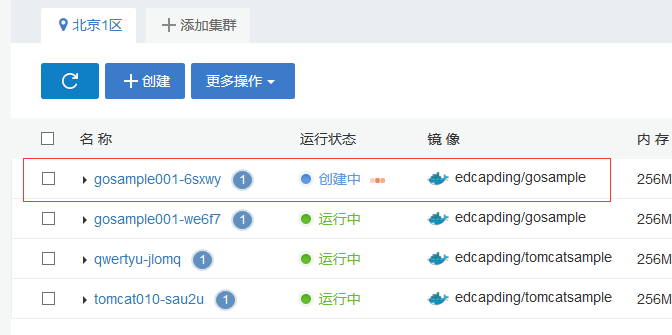 北京1区 添加集群
创建 更多操作
名 称 运行状态 镜 像 内 存
gosample001-6sxwy 1 创建中 edcapding/gosample 256M
gosample001-we6f7 1 运行中 edcapding/gosample 256M
qwertyu-jlomq 1 运行中 edcapding/tomcatsample 256M
tomcat010-sau2u 1 运行中 edcapding/tomcatsample 256M